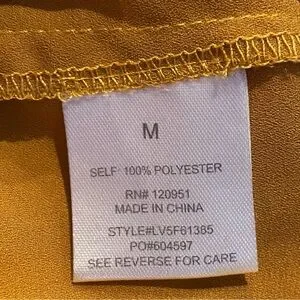 M
SELF: 100% POLYESTER
RN# 120951
MADE IN CHINA
STYLE#LV5F61385
PO#604597
SEE REVERSE FOR CARE